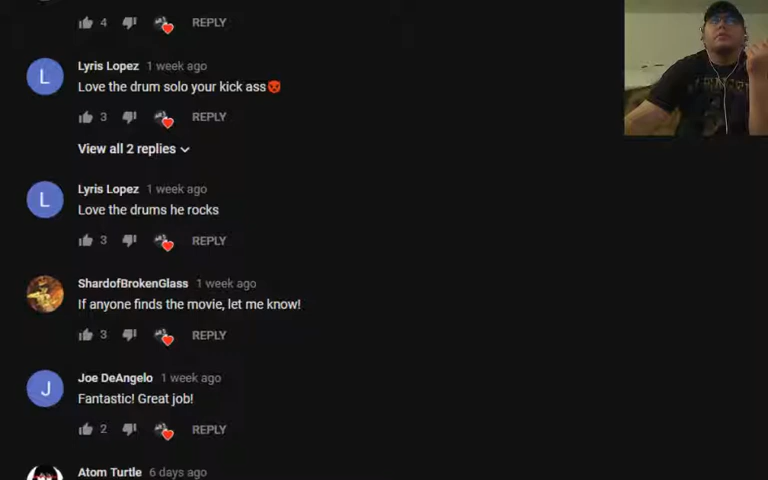 4 REPLY
L Lyris Lopez 1 week ago
Love the drum solo your kick ass😡
3 REPLY
View all 2 replies
L Lyris Lopez 1 week ago
Love the drums he rocks
3 REPLY
ShardofBrokenGlass 1 week ago
If anyone finds the movie, let me know!
3 REPLY
J Joe DeAngelo 1 week ago
Fantastic! Great job!
2 REPLY
Atom Turtle 6 days ago